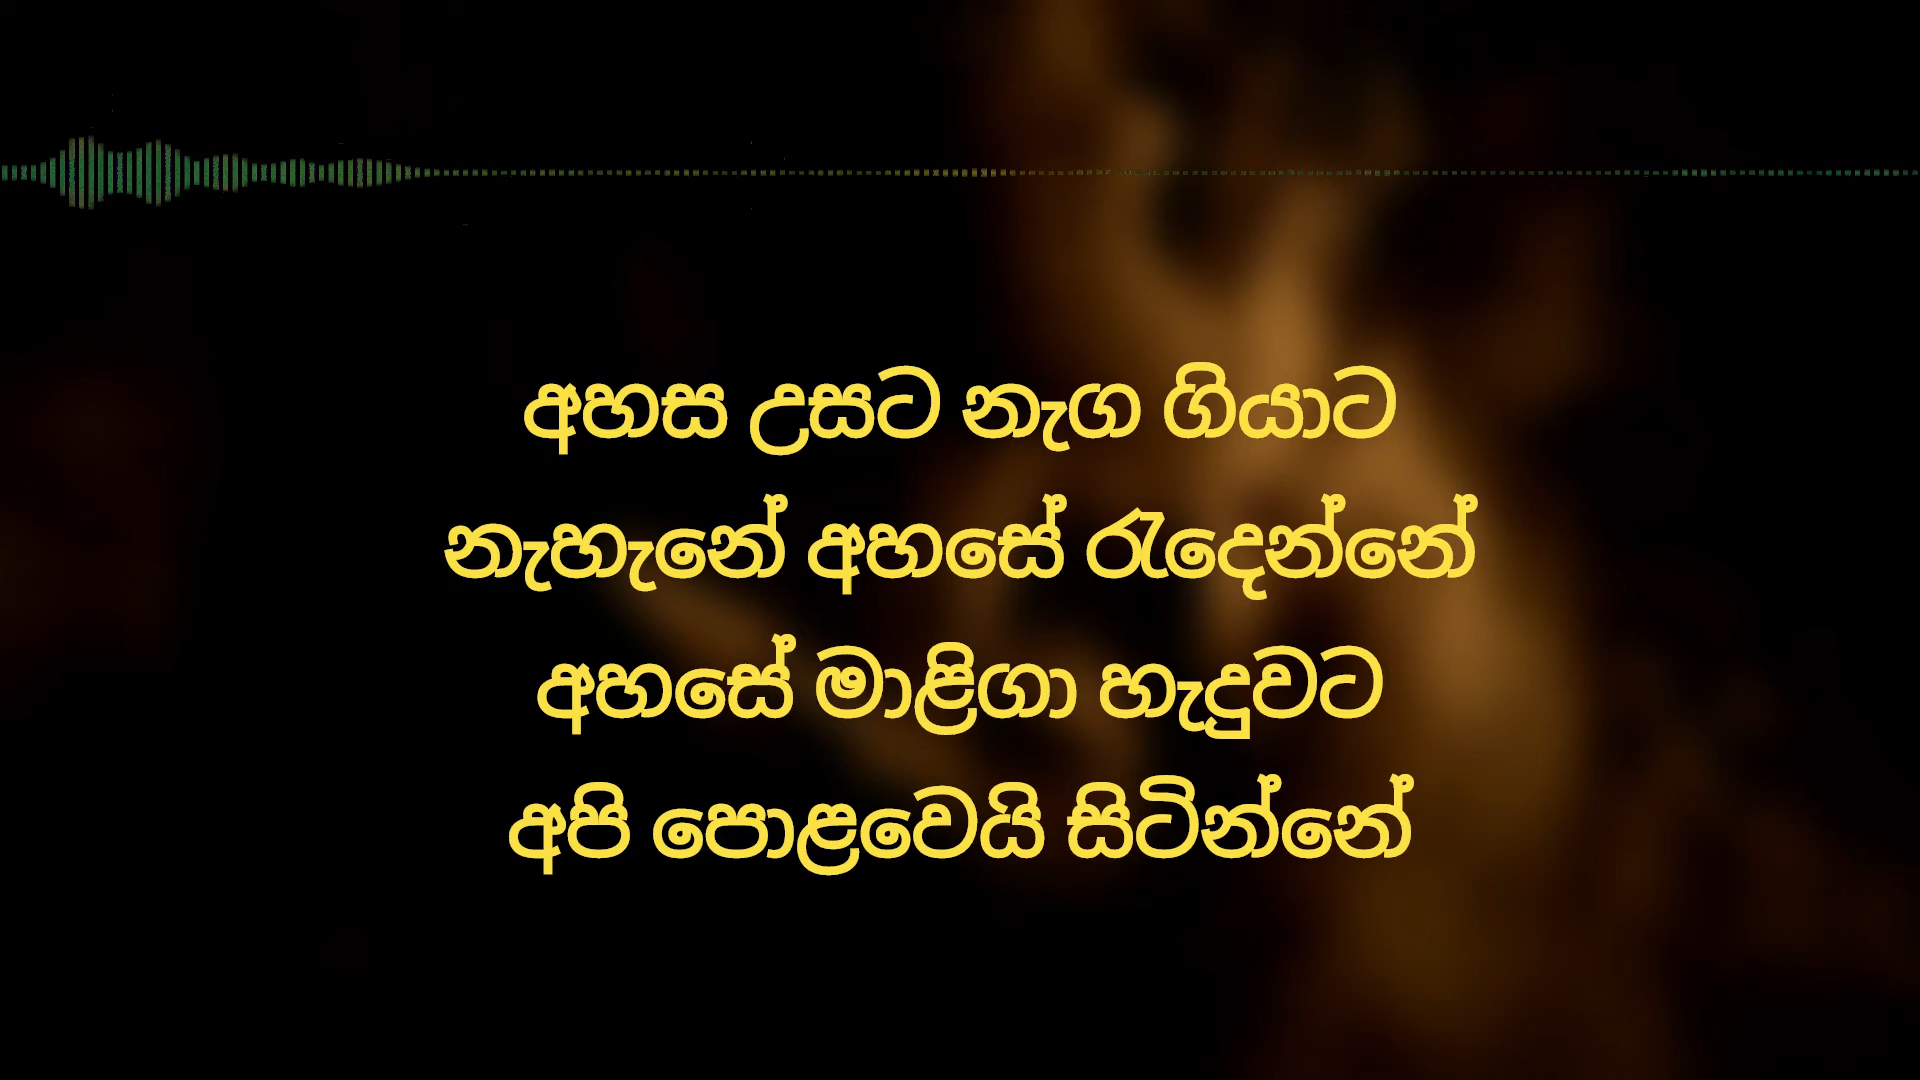 අහස උසට නැග ගියාට
නැහැනේ අහසේ රැදෙන්නේ
අහසේ මාළිගා හැදුවට
අපි පොළවෙයි සිටින්නේ